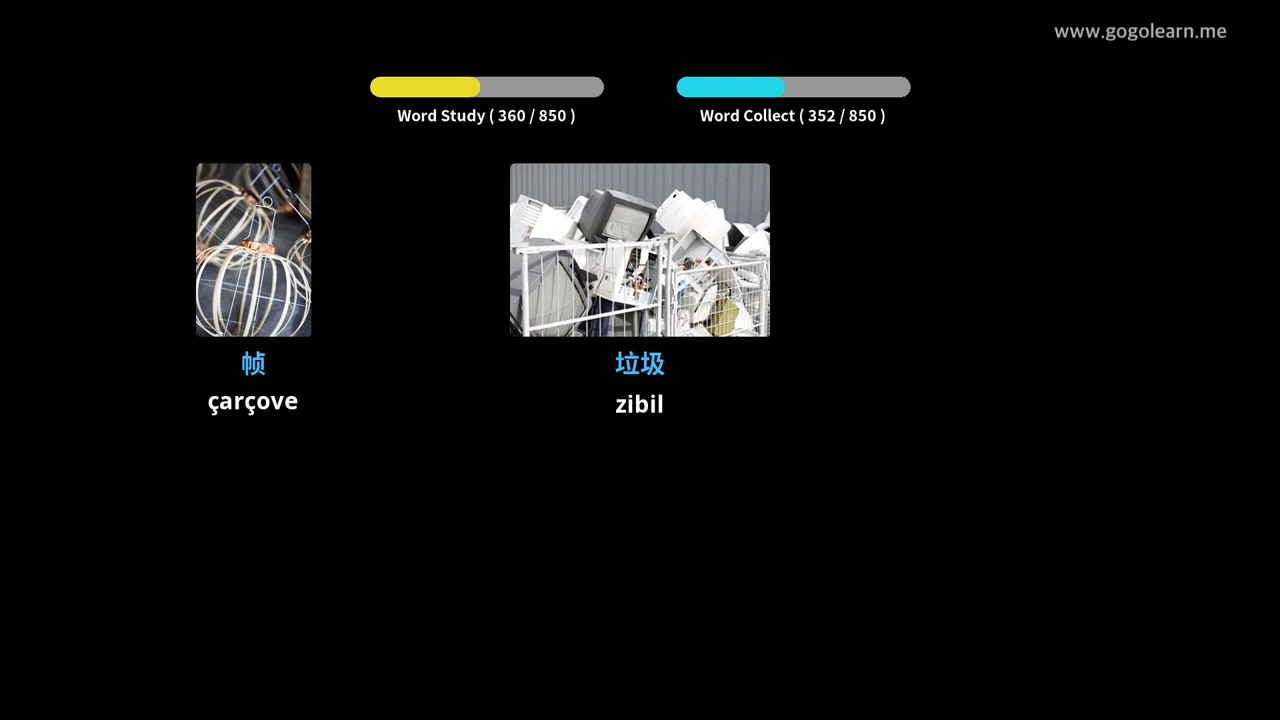 www.gogolearn.me
Word Study ( 360 / 850 )
Word Collect ( 352 / 850 )
帧
çarçove
垃圾
zibil